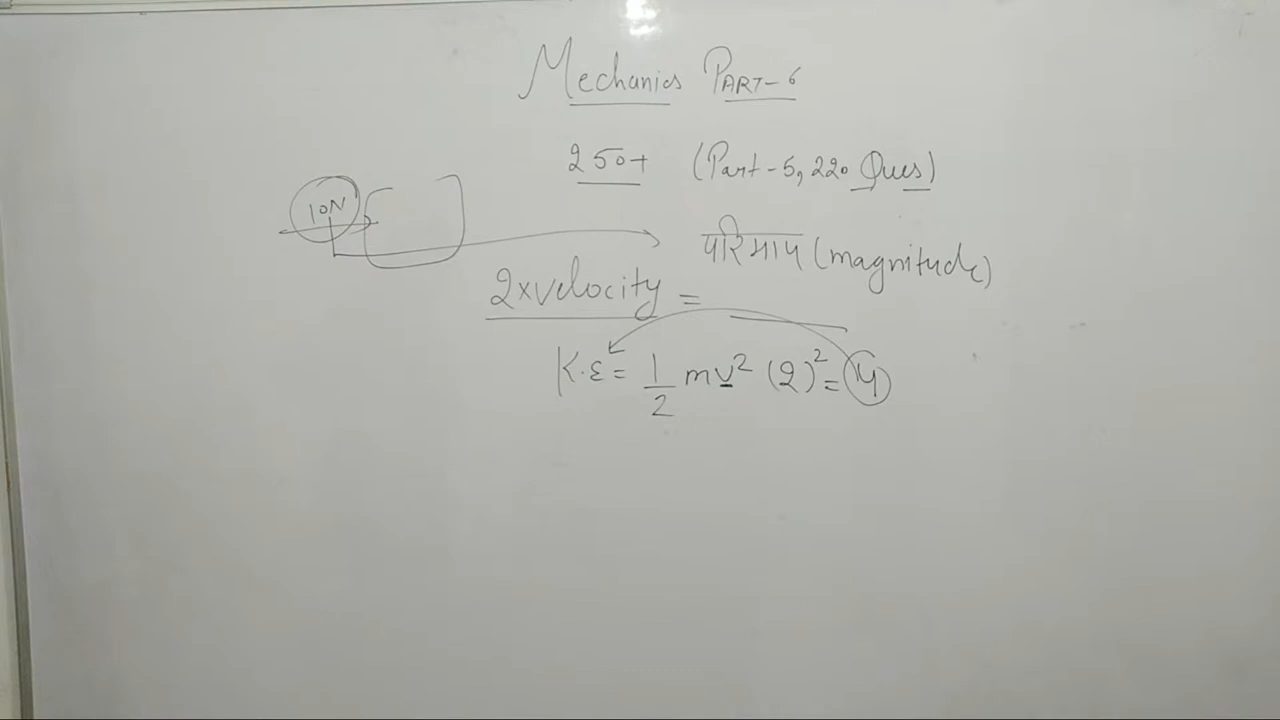 Mechanics PART-6
250+ (Part-5, 220 Ques)
10N
परिमाप (magnitude)
2×velocity =
K.E = 1/2 mv² (2)² = 4